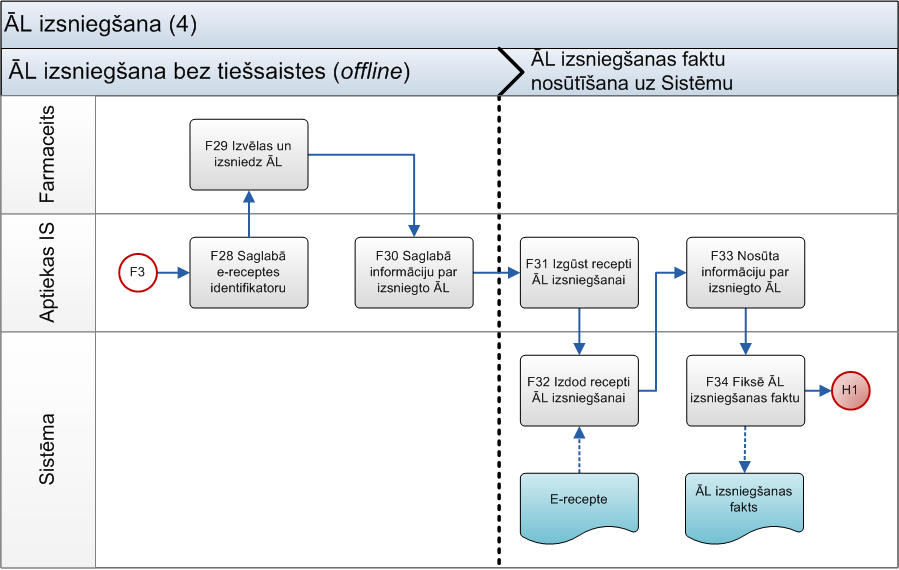 ĀL izsniegšana (4)
ĀL izsniegšana bez tiešsaistes (offline)
ĀL izsniegšanas faktu
nosūtīšana uz Sistēmu
Farmaceits
F29 Izvēlas un
izsniedz ĀL
Aptiekas IS
F3
F28 Saglabā
e-receptes
identifikatoru
F30 Saglabā
informāciju par
izsniegto ĀL
F31 Izgūst recepti
ĀL izsniegšanai
F33 Nosūta
informāciju par
izsniegto ĀL
Sistēma
F32 Izdod recepti
ĀL izsniegšanai
F34 Fiksē ĀL
izsniegšanas faktu
H1
E-recepte
ĀL izsniegšanas
fakts